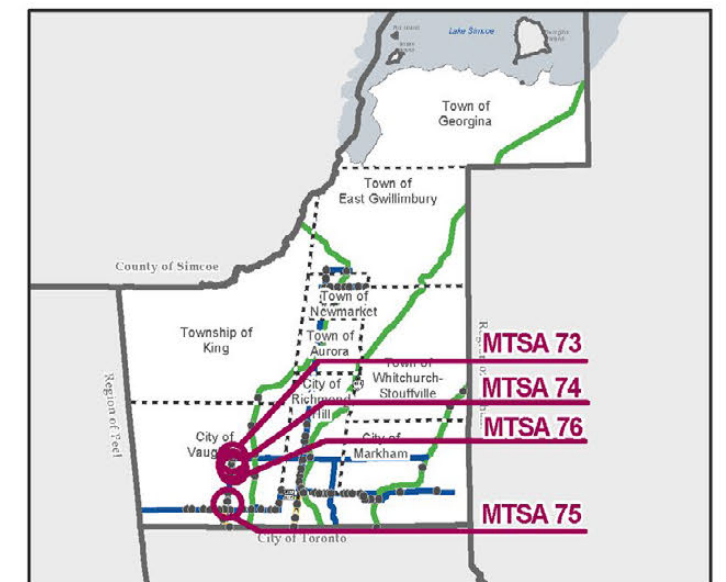 Lake Simcoe
Town of
Georgina
Town of
East Gwillimbury
County of Simcoe
Town of
Newmarket
Township of
King
Town of
Aurora
MTSA 73
Town of
Whitchurch-
Stouffville
City of
Richmond
Hill
MTSA 74
Region of Peel
MTSA 76
City of
Vaug
City of
Markham
MTSA 75
City of Toronto